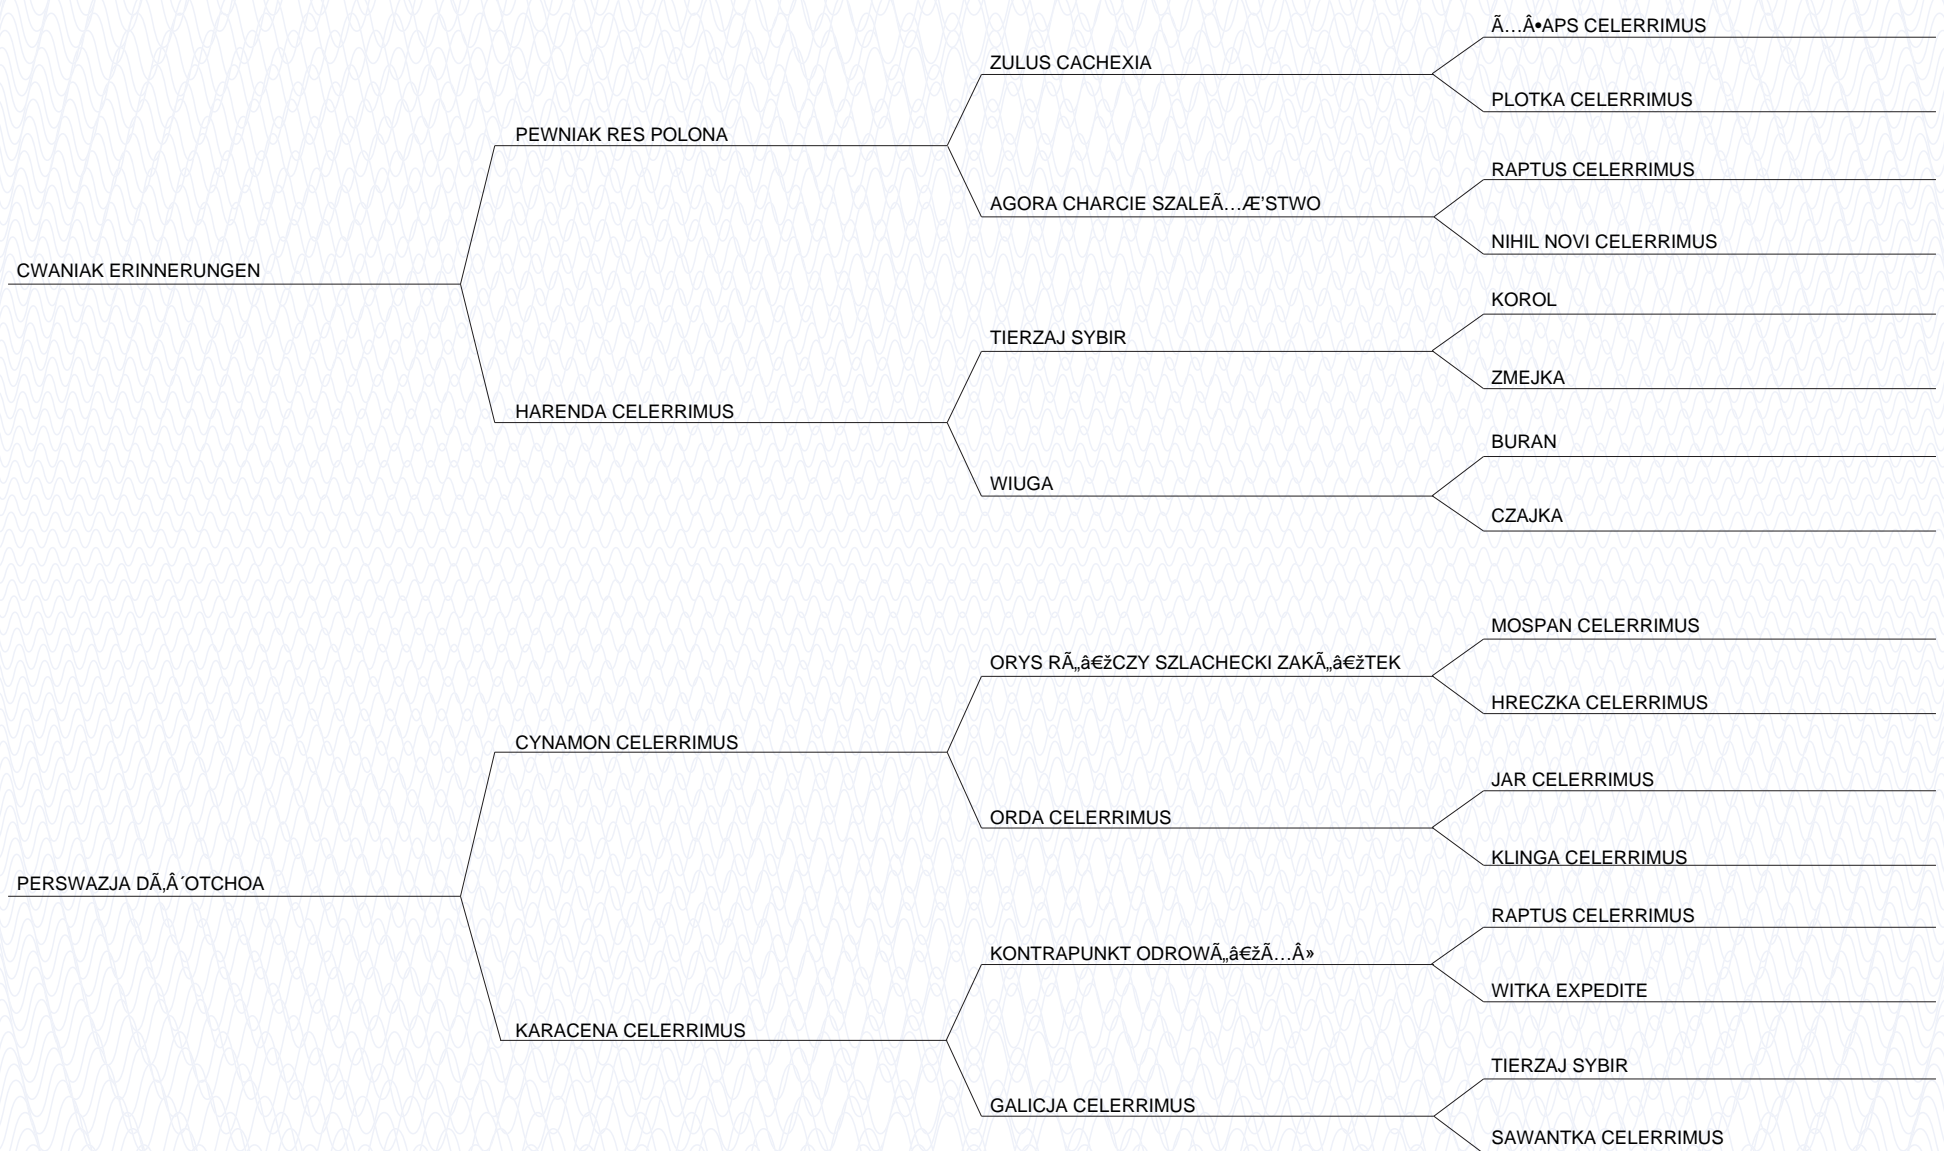 Ã…Â•APS CELERRIMUS
ZULUS CACHEXIA
PLOTKA CELERRIMUS
PEWNIAK RES POLONA
RAPTUS CELERRIMUS
AGORA CHARCIE SZALEÃ…Æ’STWO
NIHIL NOVI CELERRIMUS
CWANIAK ERINNERUNGEN
KOROL
TIERZAJ SYBIR
ZMEJKA
HARENDA CELERRIMUS
BURAN
WIUGA
CZAJKA
MOSPAN CELERRIMUS
ORYS RÃ„â€žCZY SZLACHECKI ZAKÃ„â€žTEK
HRECZKA CELERRIMUS
CYNAMON CELERRIMUS
JAR CELERRIMUS
ORDA CELERRIMUS
KLINGA CELERRIMUS
PERSWAZJA DÃ‚Â´OTCHOA
RAPTUS CELERRIMUS
KONTRAPUNKT ODROWÃ„â€žÃ…Â»
WITKA EXPEDITE
KARACENA CELERRIMUS
TIERZAJ SYBIR
GALICJA CELERRIMUS
SAWANTKA CELERRIMUS